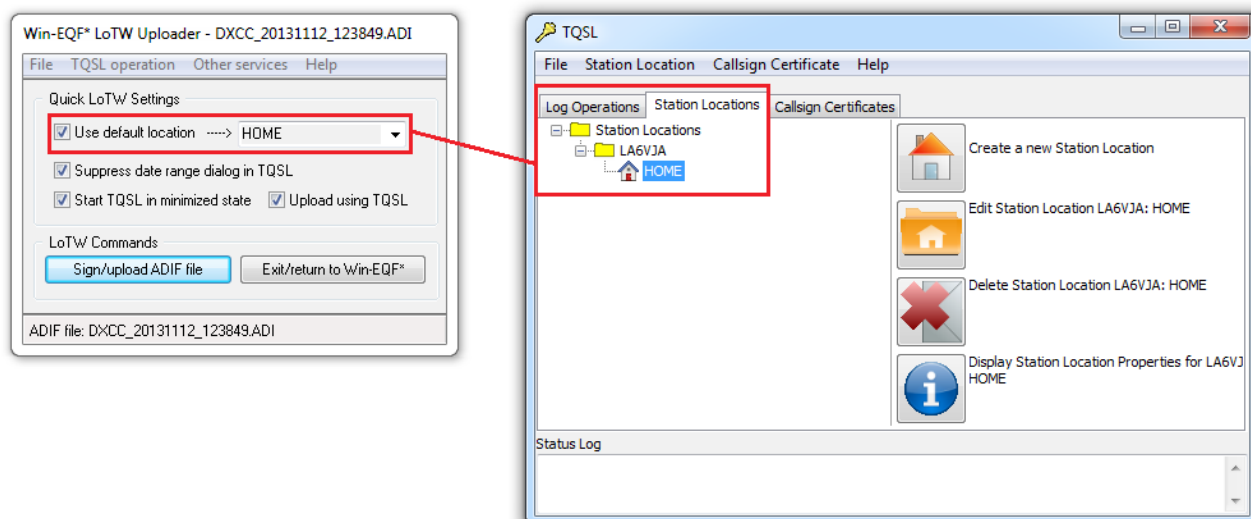 Win-EQF* LoTW Uploader - DXCC_20131112_123849.ADI
File TQSL operation Other services Help
Quick LoTW Settings
Use default location ----> HOME
Suppress date range dialog in TQSL
Start TQSL in minimized state Upload using TQSL
LoTW Commands
Sign/upload ADIF file Exit/return to Win-EQF*
ADIF file: DXCC_20131112_123849.ADI
TQSL
File Station Location Callsign Certificate Help
Log Operations Station Locations Callsign Certificates
Station Locations
LA6VJA
HOME
Create a new Station Location
Edit Station Location LA6VJA: HOME
Delete Station Location LA6VJA: HOME
Display Station Location Properties for LA6VJ
HOME
Status Log